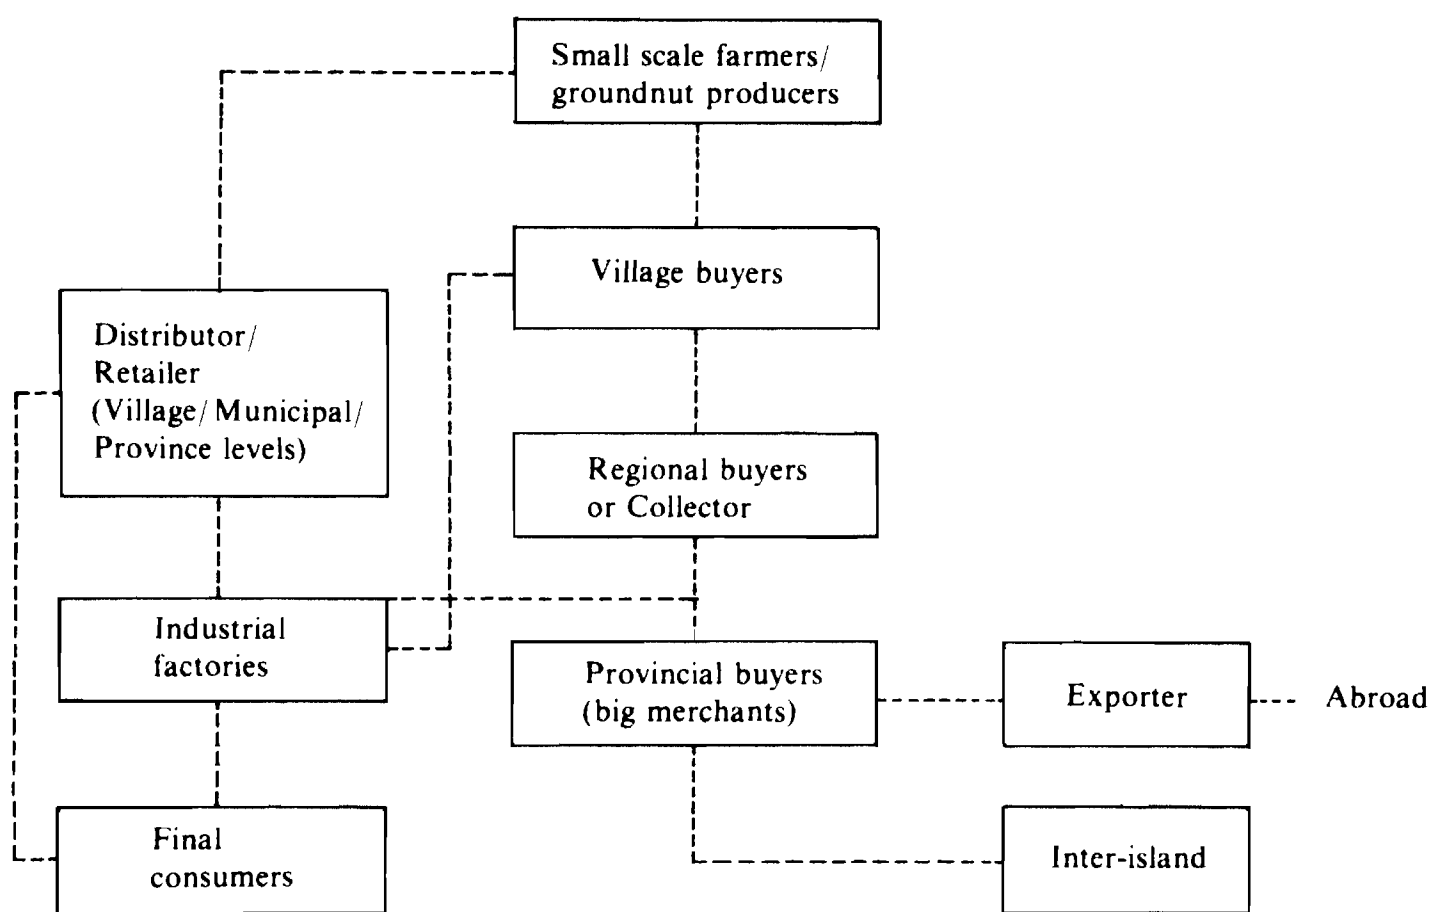 Small scale farmers/
groundnut producers
Village buyers
Distributor/
Retailer
(Village/Municipal/
Province levels)
Regional buyers
or Collector
Industrial
factories
Provincial buyers
(big merchants)
Exporter
Abroad
Final
consumers
Inter-island